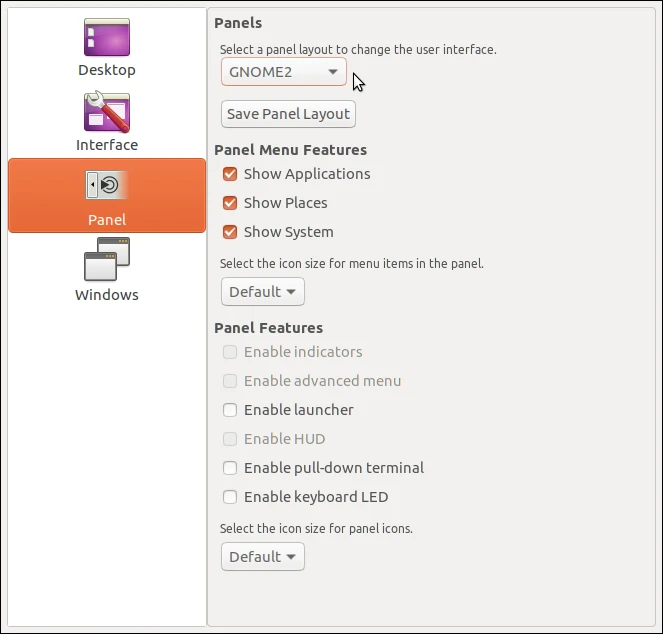 Desktop
Interface
Panel
Windows
Panels
Select a panel layout to change the user interface.
GNOME2
Save Panel Layout
Panel Menu Features
Show Applications
Show Places
Show System
Select the icon size for menu items in the panel.
Default
Panel Features
Enable indicators
Enable advanced menu
Enable launcher
Enable HUD
Enable pull-down terminal
Enable keyboard LED
Select the icon size for panel icons.
Default